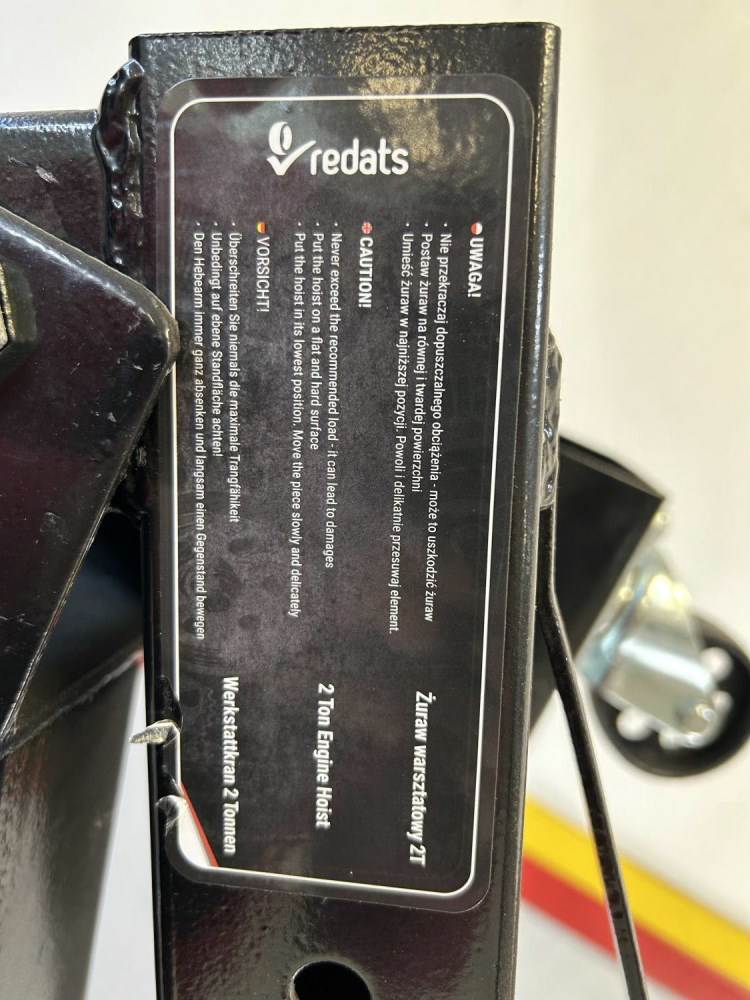 redats
UWAGA!
· Nie przekraczaj dopuszczalnego obciążenia - może to uszkodzić żuraw
· Postaw żuraw na równej i twardej powierzchni
· Umieść żuraw w najniższej pozycji. Powoli i delikatnie przesuwaj element.
Żuraw warsztatowy 2T
CAUTION!
· Never exceed the recommended load - it can lead to damages
· Put the hoist on a flat and hard surface
· Put the hoist in its lowest position. Move the piece slowly and delicately
2 Ton Engine Hoist
VORSICHT!
· Überschreiten Sie niemals die maximale Trangfähikeit
· Unbedingt auf ebene Standfläche achten!
· Den Hebearm immer ganz absenken und langsam einen Gegenstand bewegen
Werkstattkran 2 Tonnen